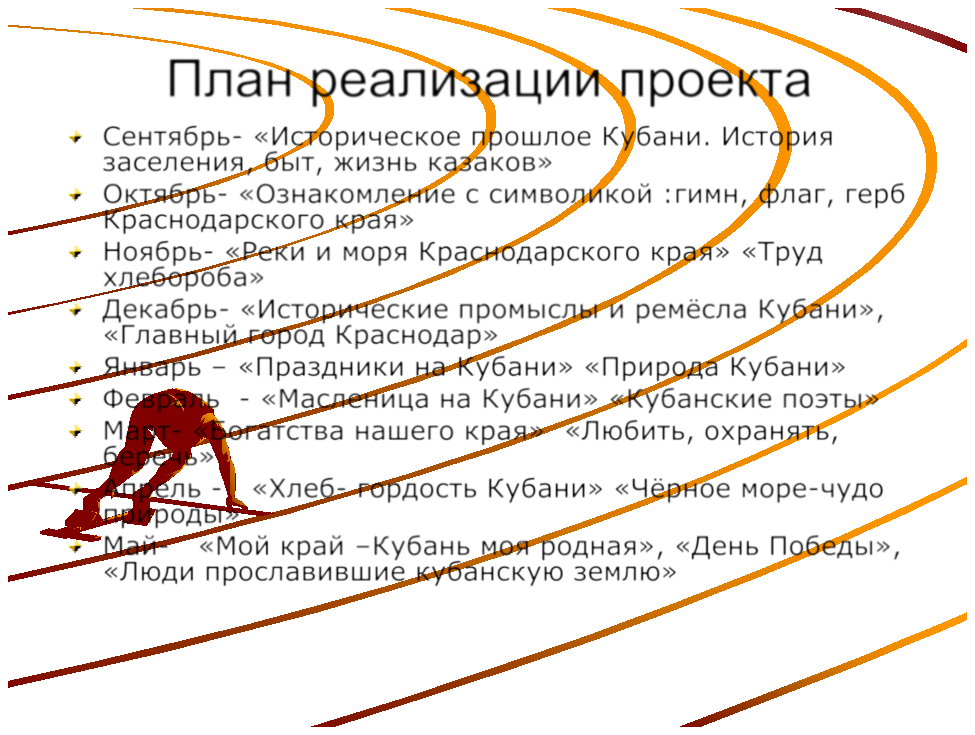 План реализации проекта
Сентябрь- «Историческое прошлое Кубани. История
заселения, быт, жизнь казаков»
Октябрь- «Ознакомление с символикой :гимн, флаг, герб
Краснодарского края»
Ноябрь- «Реки и моря Краснодарского края» «Труд
хлебороба»
Декабрь- «Исторические промыслы и ремёсла Кубани»,
«Главный город Краснодар»
Январь – «Праздники на Кубани» «Природа Кубани»
Февраль - «Масленица на Кубани» «Кубанские поэты»
Март- «Богатства нашего края» «Любить, охранять,
беречь»
Апрель - «Хлеб- гордость Кубани» «Чёрное море-чудо
природы»
Май- «Мой край –Кубань моя родная», «День Победы»,
«Люди прославившие кубанскую землю»